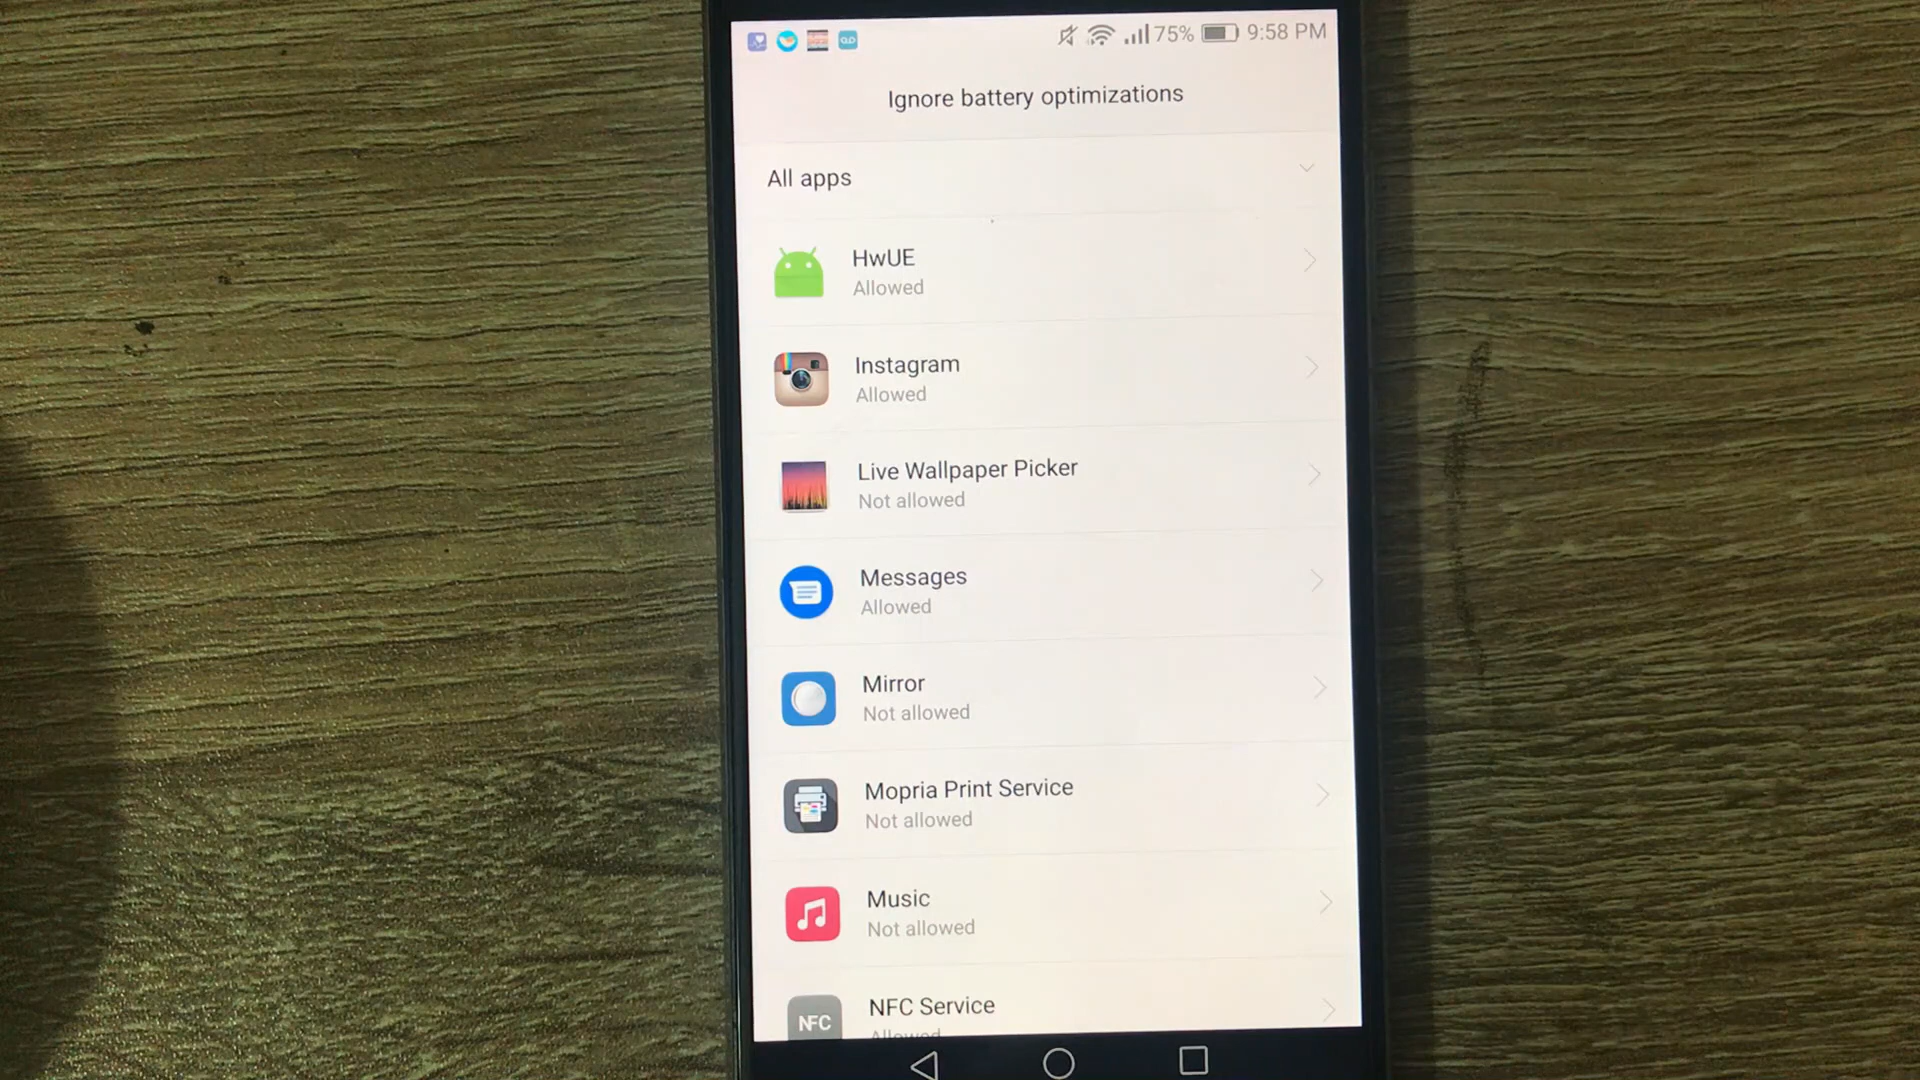 75% 9:58 PM
Ignore battery optimizations
All apps
HwUE
Allowed
Instagram
Allowed
Live Wallpaper Picker
Not allowed
Messages
Allowed
Mirror
Not allowed
Mopria Print Service
Not allowed
Music
Not allowed
NFC Service
NFC
Allowed